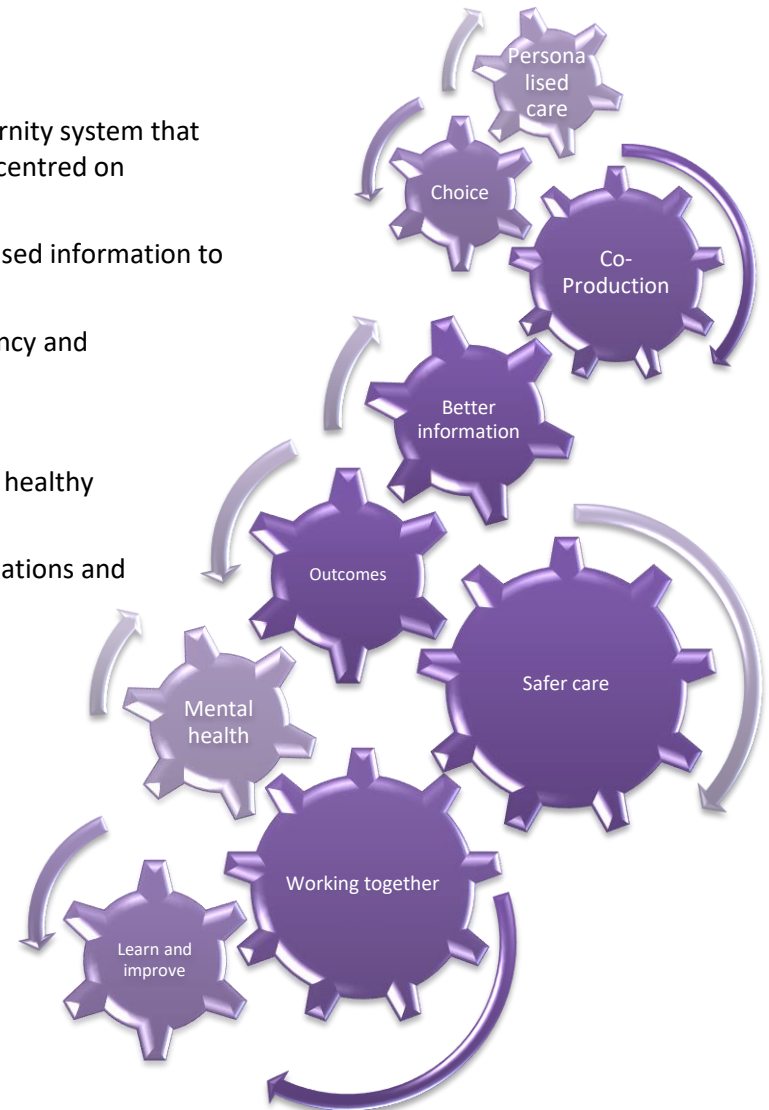 rnity system that
centred on
sed information to
ncy and
healthy
ations and
Persona
lised
care
Choice
Co-
Production
Better
information
Outcomes
Safer care
Mental
health
Working together
Learn and
improve